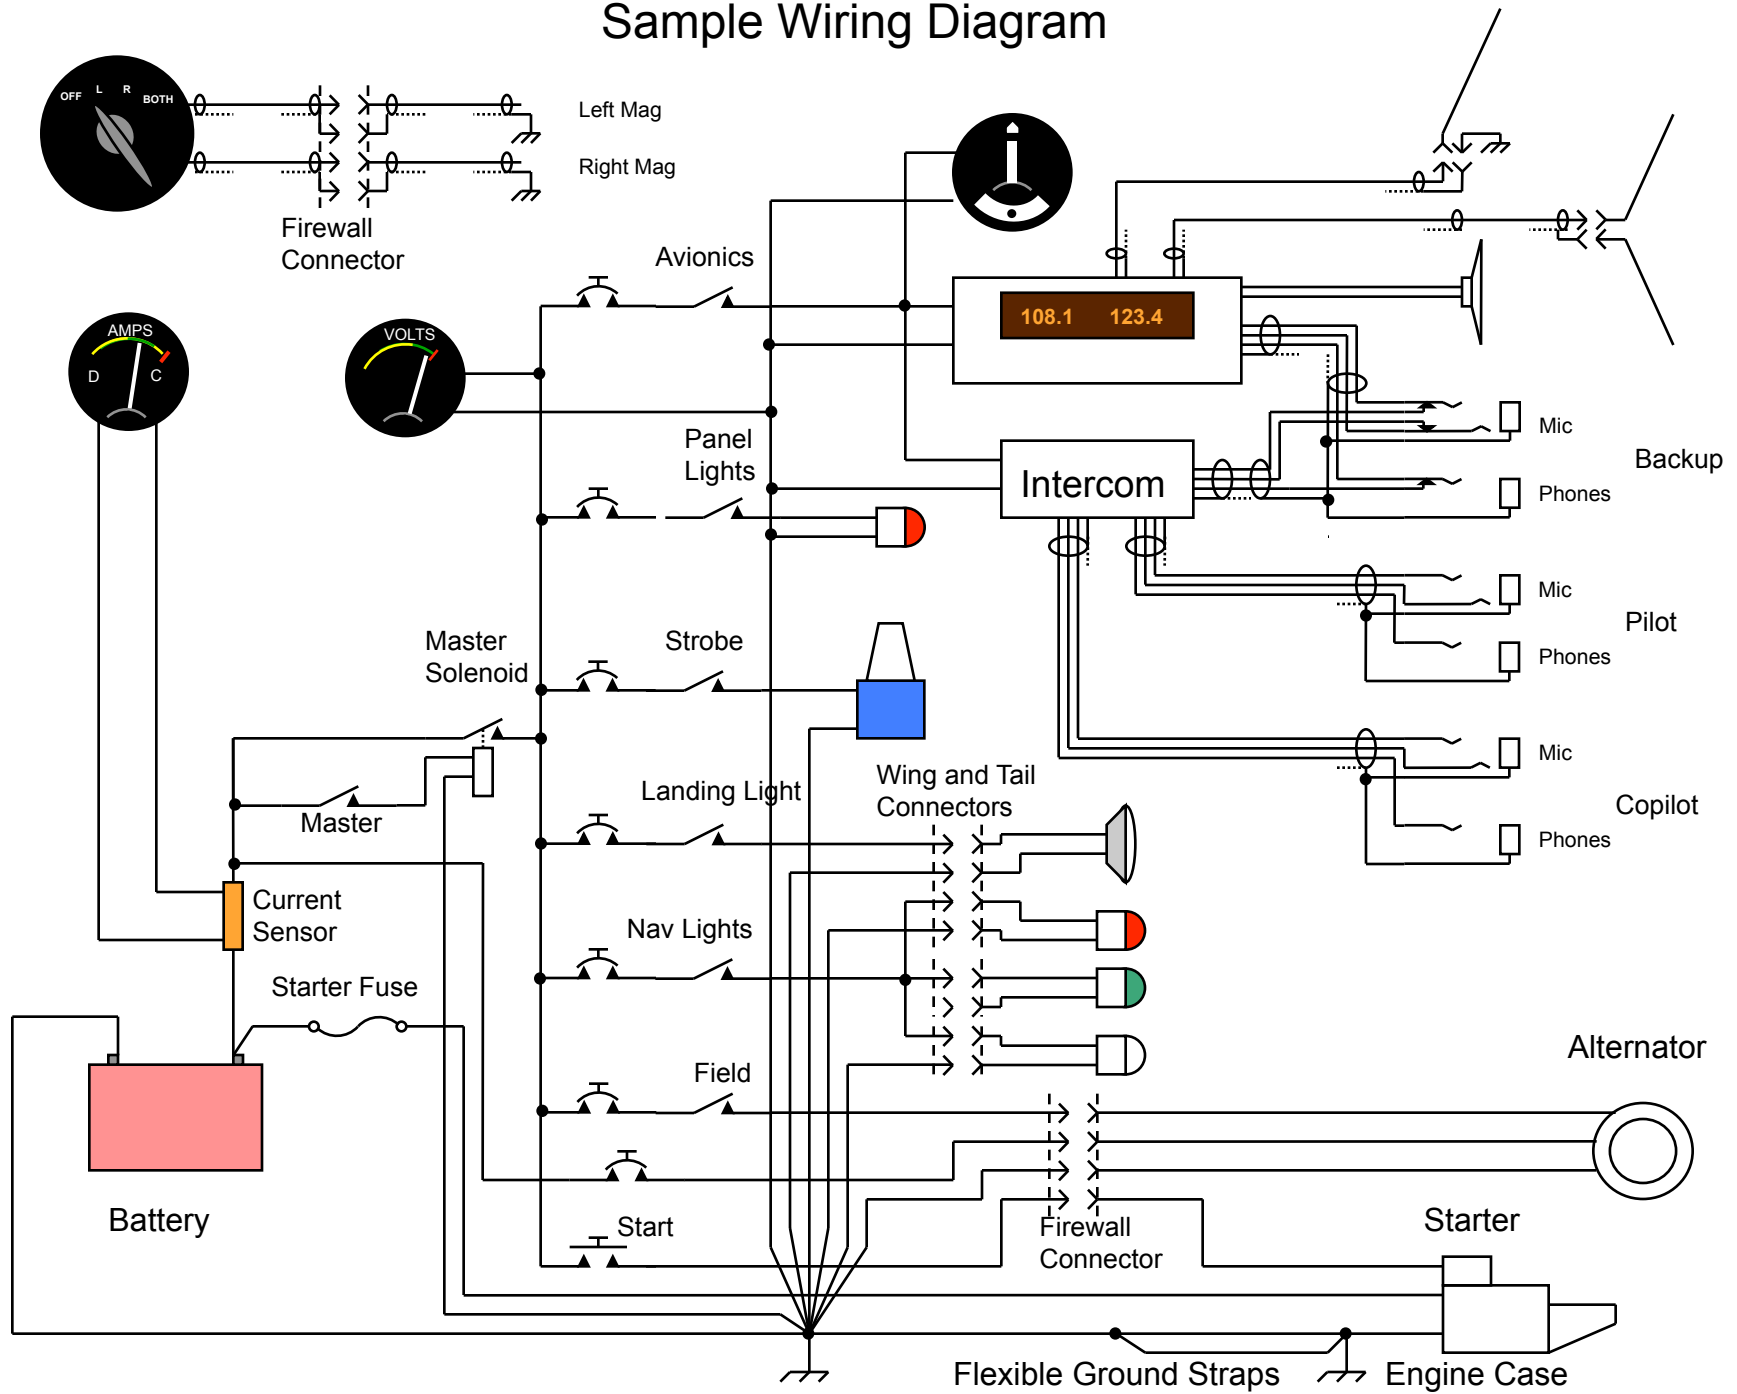 Sample Wiring Diagram
OFF
L
R
BOTH
Left Mag
Right Mag
Firewall
Connector
Avionics
AMPS
D
C
VOLTS
108.1
123.4
Panel
Lights
Intercom
Mic
Backup
Phones
Mic
Pilot
Phones
Master
Solenoid
Strobe
Master
Landing Light
Wing and Tail
Connectors
Mic
Copilot
Phones
Current
Sensor
Nav Lights
Starter Fuse
Field
Alternator
Battery
Start
Firewall
Connector
Starter
Flexible Ground Straps
Engine Case